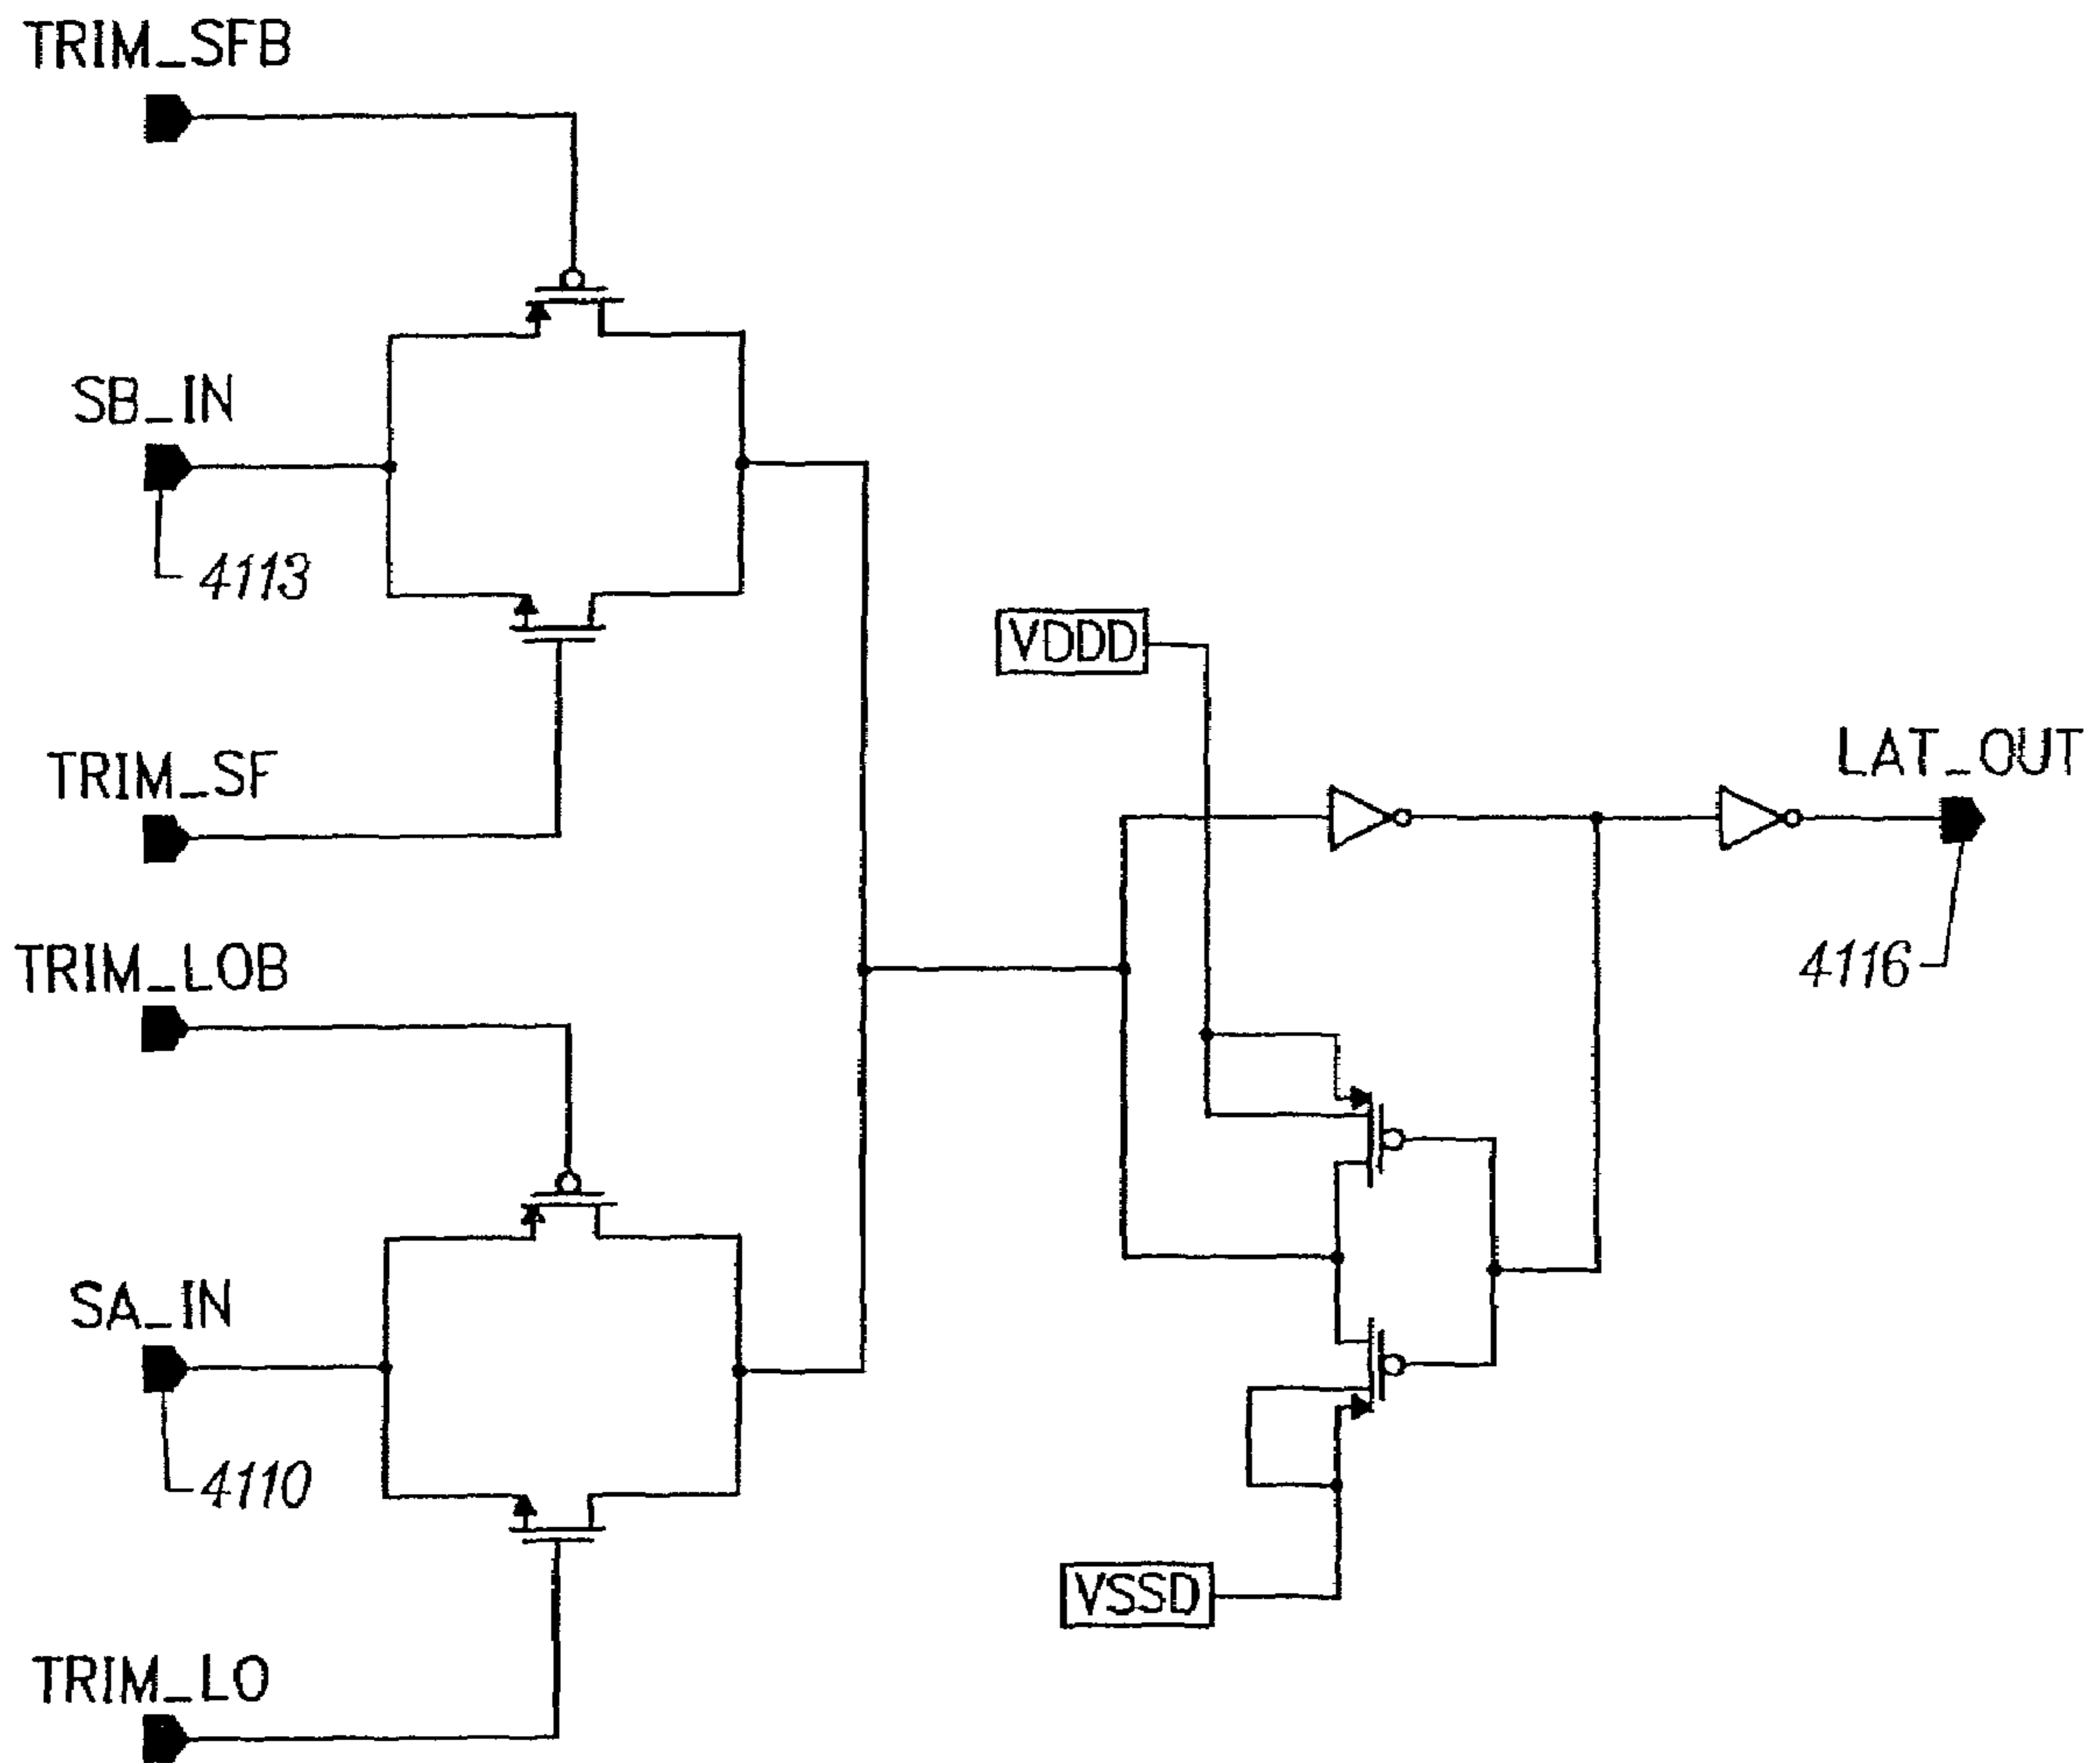 TRIM_SFB
SB_IN
4113
TRIM_SF
VDDD
LAT_OUT
4116
TRIM_LOB
SA_IN
4110
VSSD
TRIM_LO